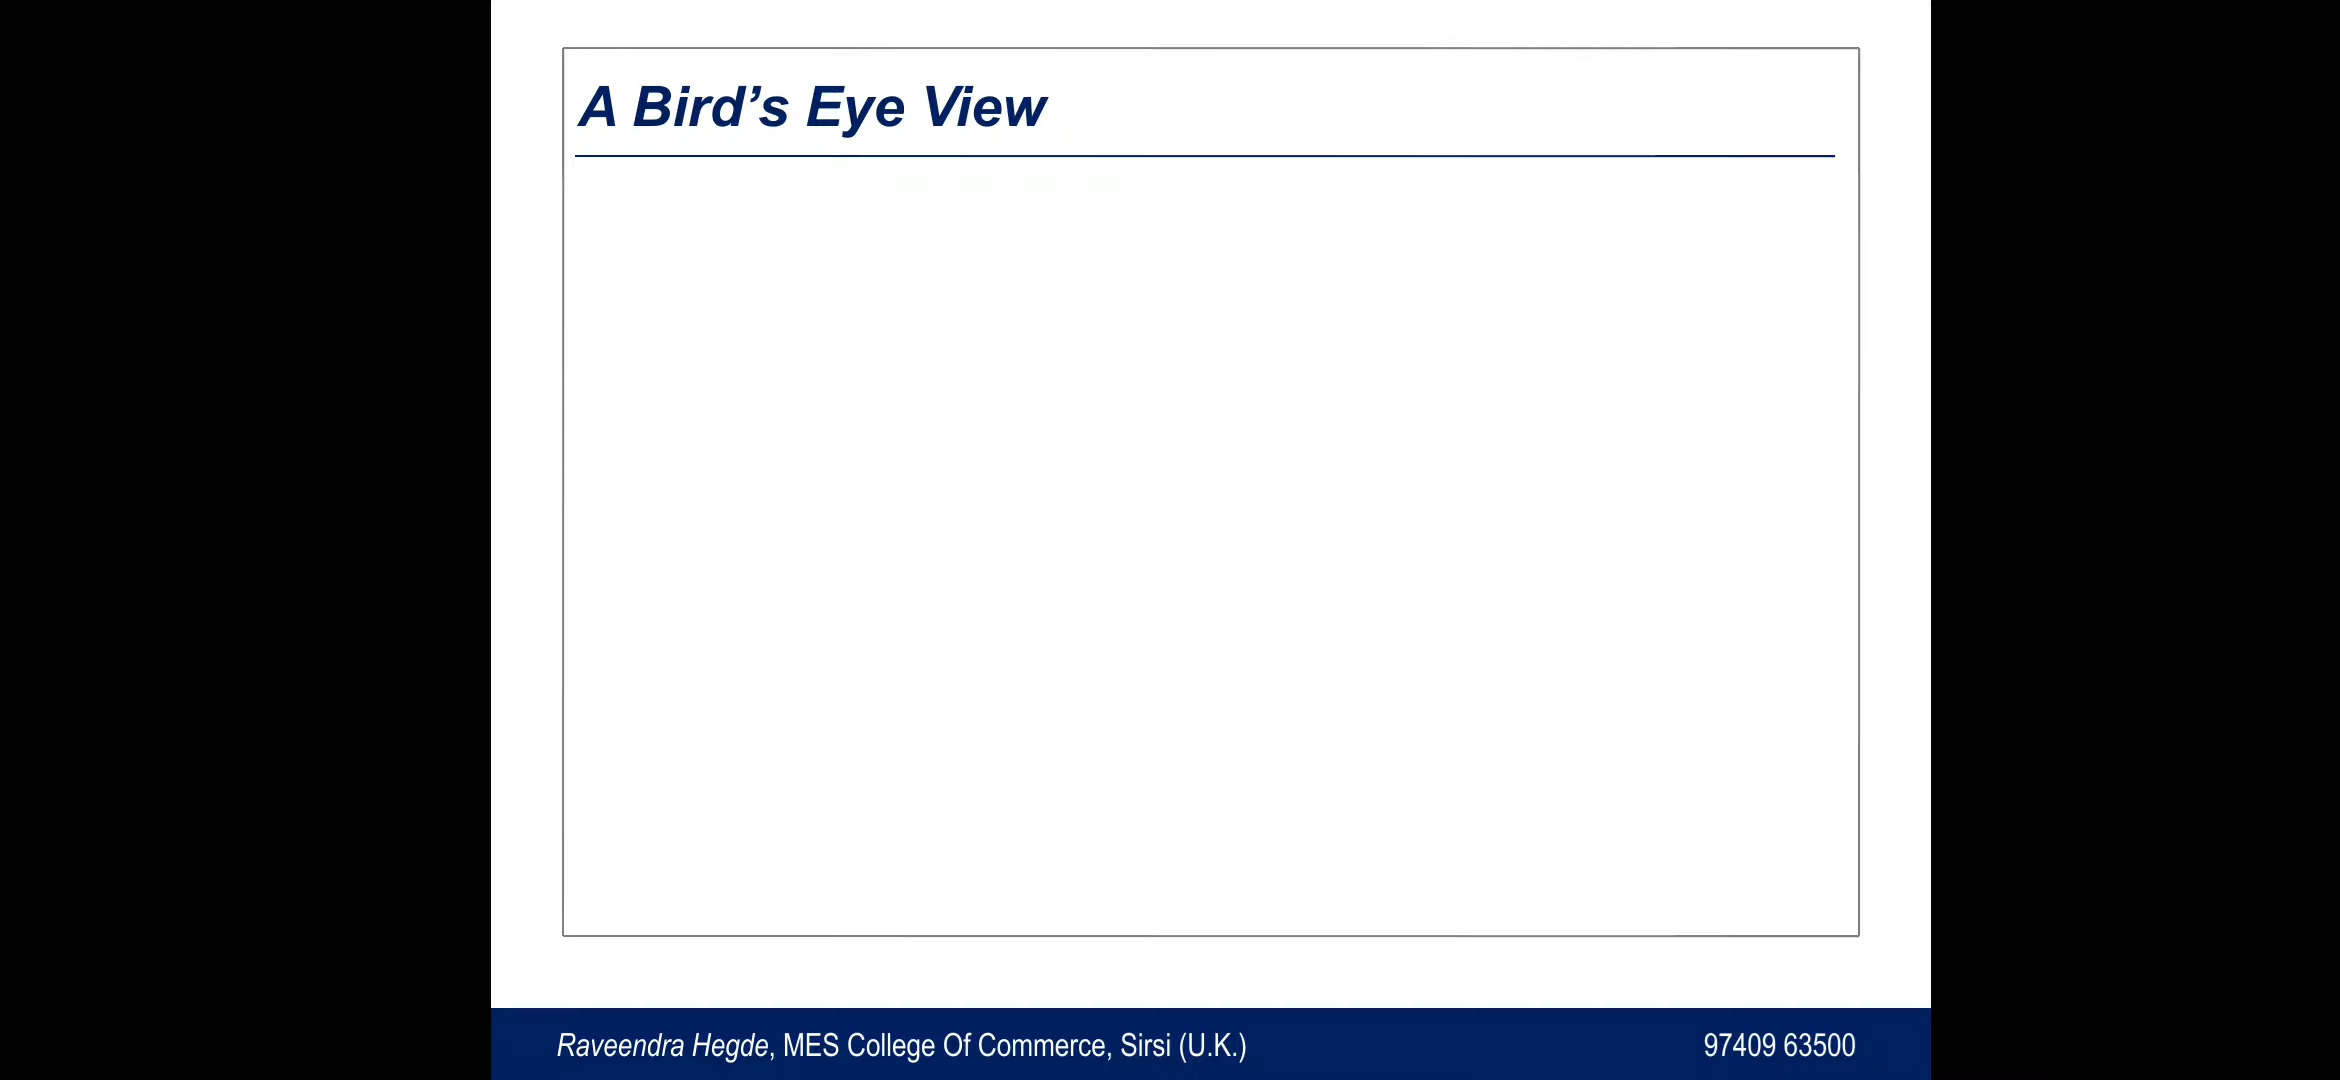 A Bird’s Eye View
Raveendra Hegde, MES College Of Commerce, Sirsi (U.K.)
97409 63500